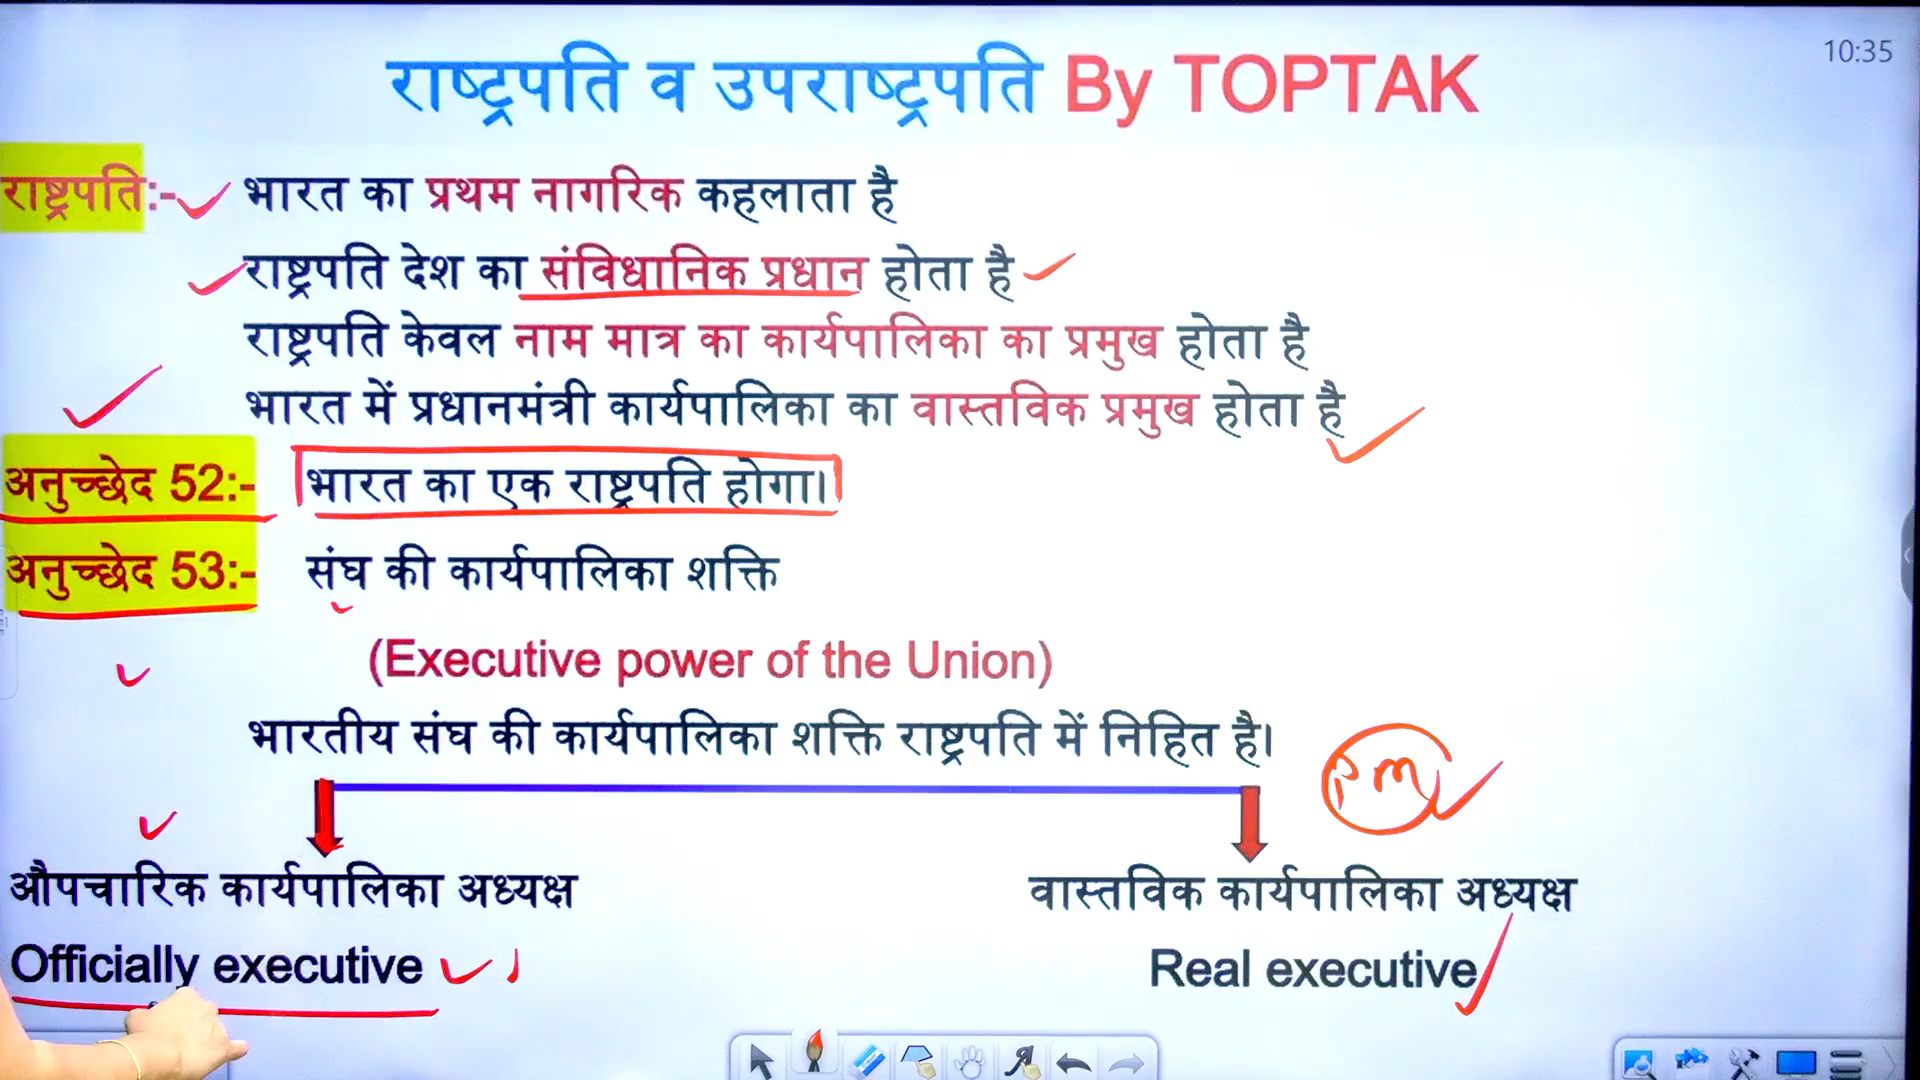 10:35
राष्ट्रपति व उपराष्ट्रपति By TOPTAK
राष्ट्रपति:- भारत का प्रथम नागरिक कहलाता है
राष्ट्रपति देश का संविधानिक प्रधान होता है
राष्ट्रपति केवल नाम मात्र का कार्यपालिका का प्रमुख होता है
भारत में प्रधानमंत्री कार्यपालिका का वास्तविक प्रमुख होता है
अनुच्छेद 52:- भारत का एक राष्ट्रपति होगा।
अनुच्छेद 53:- संघ की कार्यपालिका शक्ति
(Executive power of the Union)
भारतीय संघ की कार्यपालिका शक्ति राष्ट्रपति में निहित है।
PM
औपचारिक कार्यपालिका अध्यक्ष वास्तविक कार्यपालिका अध्यक्ष
Officially executive Real executive